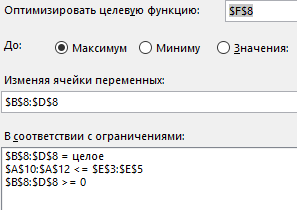 Оптимизировать целевую функцию: $F$8
До: Максимум Миниму Значения:
Изменяя ячейки переменных:
$B$8:$D$8
В соответствии с ограничениями:
$B$8:$D$8 = целое
$A$10:$A$12 <= $E$3:$E$5
$B$8:$D$8 >= 0